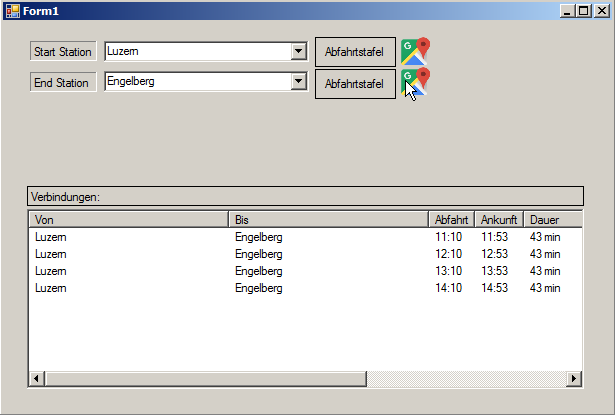 Form1
Start Station Luzern Abfahrtstafel G
End Station Engelberg Abfahrtstafel G
Verbindungen:
Von Bis Abfahrt Ankunft Dauer
Luzern Engelberg 11:10 11:53 43 min
Luzern Engelberg 12:10 12:53 43 min
Luzern Engelberg 13:10 13:53 43 min
Luzern Engelberg 14:10 14:53 43 min